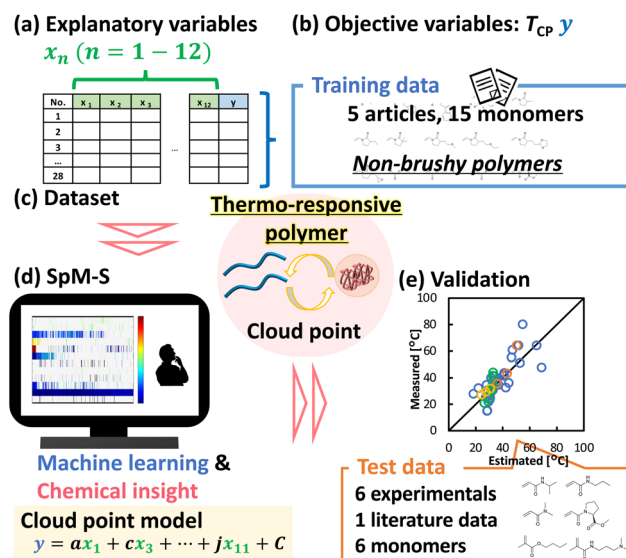 (a) Explanatory variables
xₙ (n = 1 − 12)
No. x₁ x₂ x₃ x₁₂ y
1
2
3
...
...
28
(b) Objective variables: T_CP y
Training data
5 articles, 15 monomers
Non-brushy polymers
(c) Dataset
Thermo-responsive
polymer
Cloud point
(d) SpM-S
Machine learning &
Chemical insight
Cloud point model
y = ax₁ + cx₃ + ⋯ + jx₁₁ + C
(e) Validation
Measured [°C]
100
80
60
40
20
0
0 20 40 60 80 100
Estimated [°C]
Test data
6 experimentals
1 literature data
6 monomers